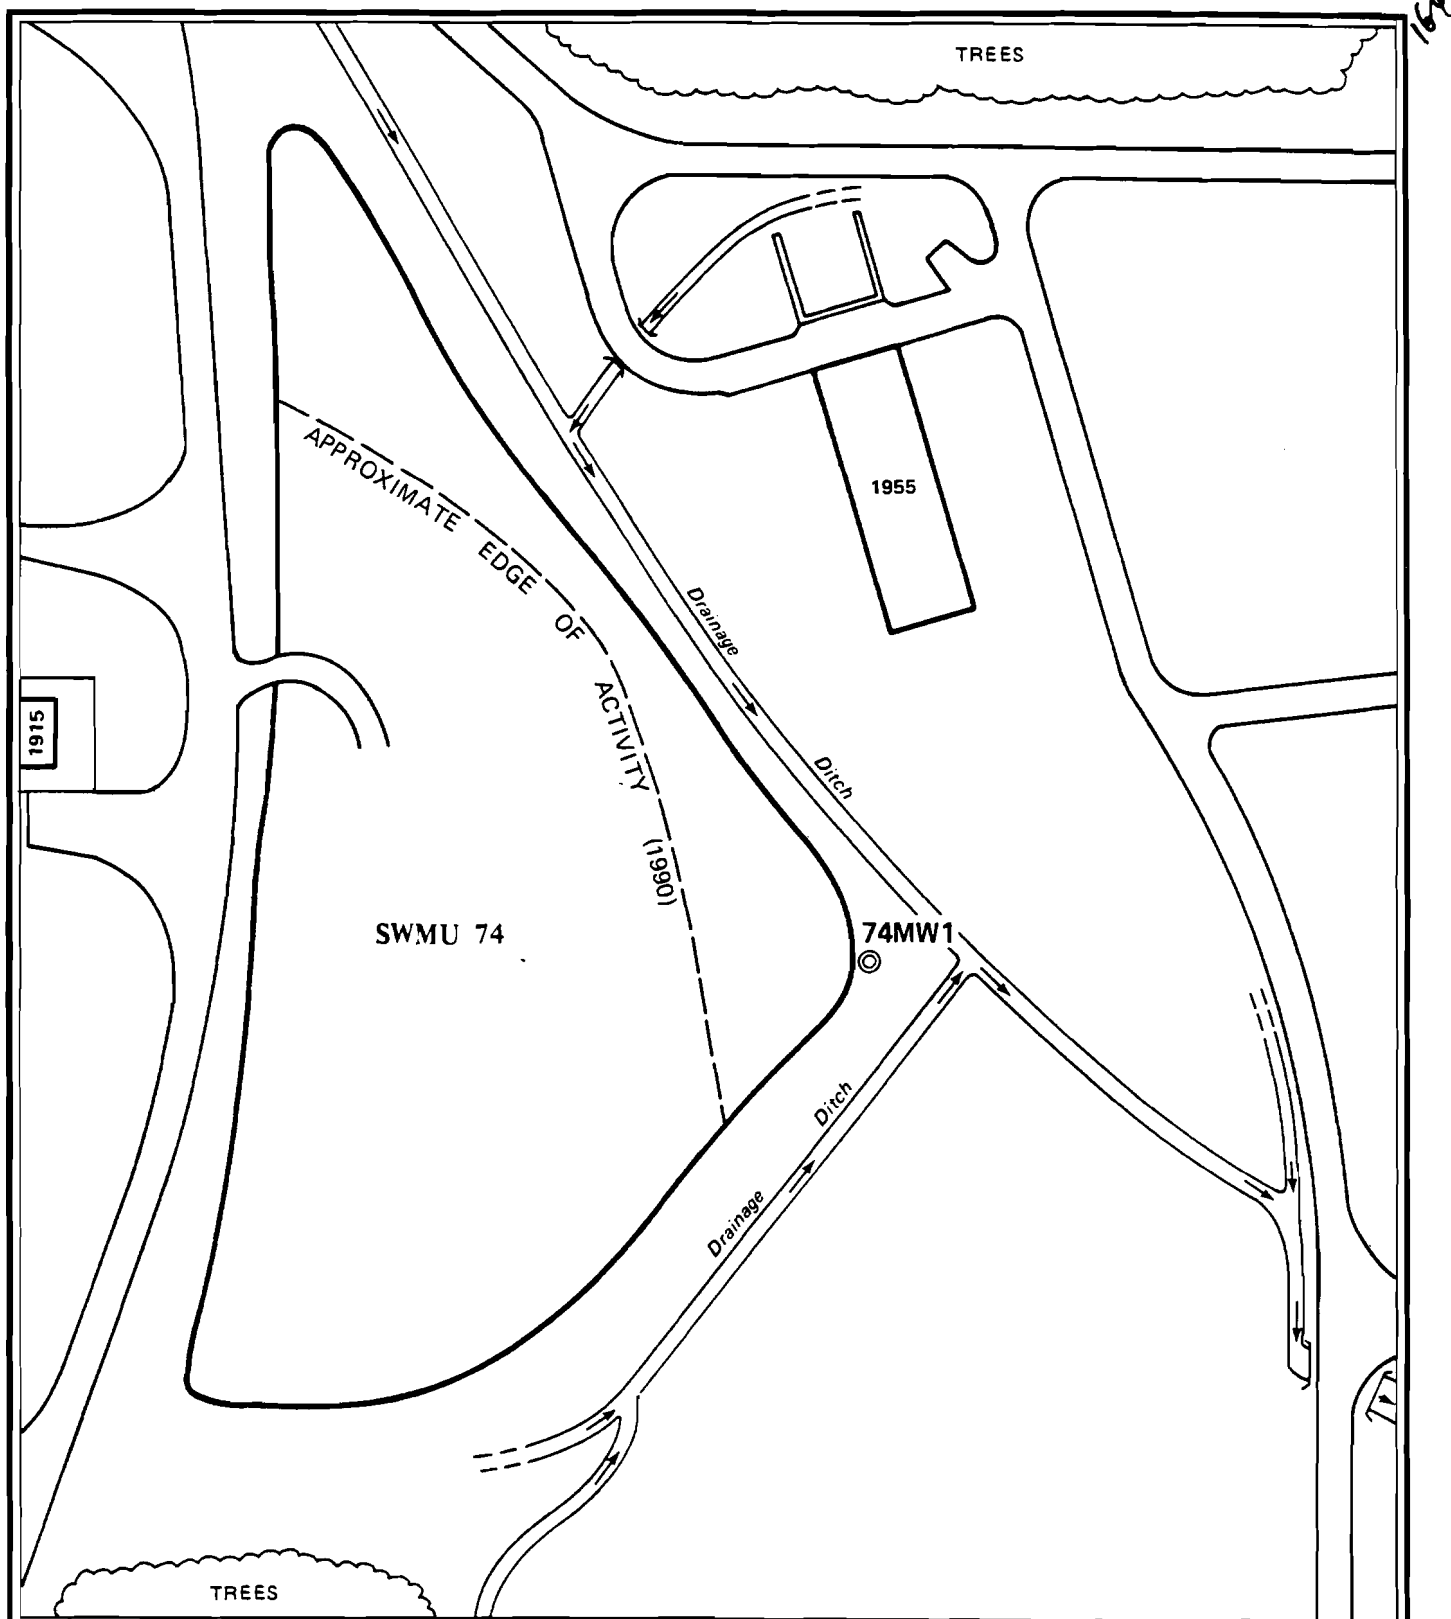 TREES
1955
APPROXIMATE EDGE OF ACTIVITY (1990)
Drainage Ditch
1915
SWMU 74
74MW1
Drainage Ditch
TREES